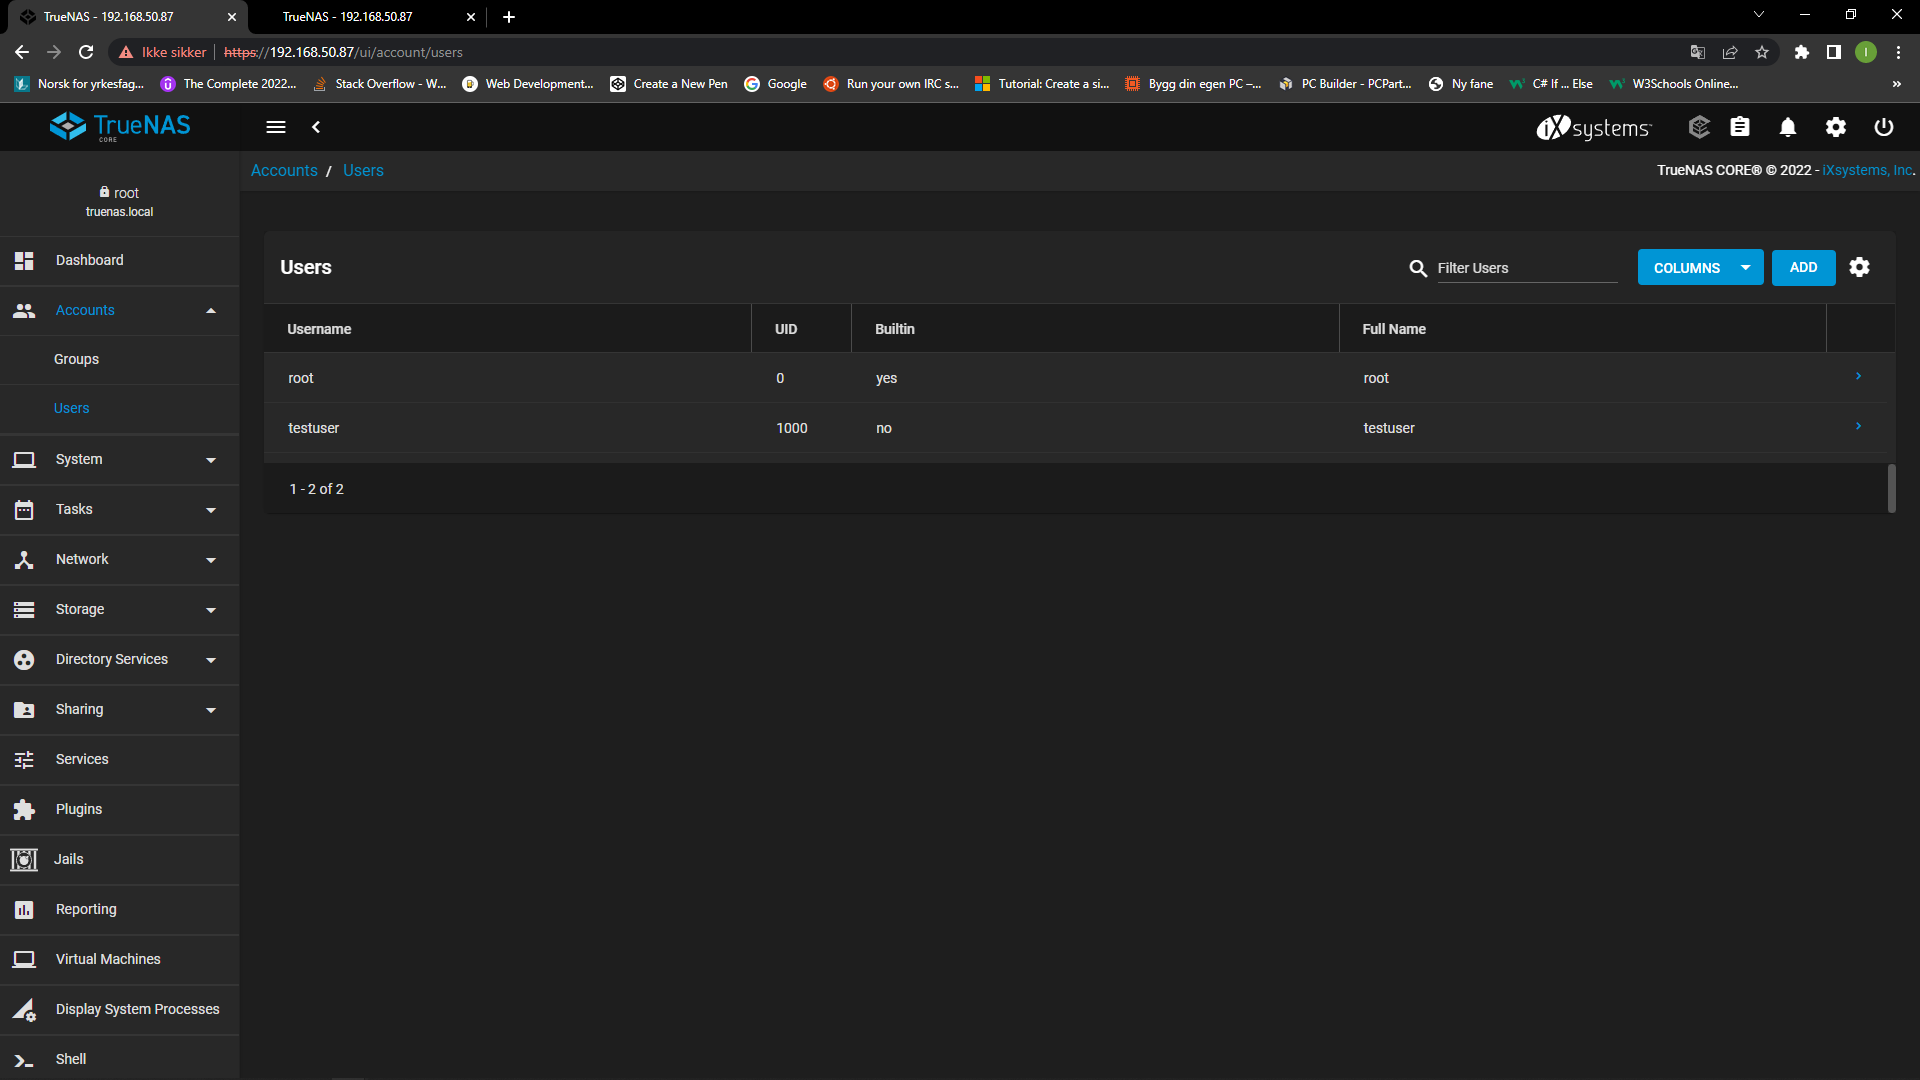 TrueNAS - 192.168.50.87
TrueNAS - 192.168.50.87
Ikke sikker https://192.168.50.87/ui/account/users
I
Norsk for yrkesfag... The Complete 2022... Stack Overflow - W... Web Development... Create a New Pen Google Run your own IRC s... Tutorial: Create a si... Bygg din egen PC –... PC Builder - PCPart... Ny fane C# If ... Else W3Schools Online... »
TrueNAS
CORE
iXsystems
Accounts / Users
TrueNAS CORE® © 2022 - iXsystems, Inc.
root
truenas.local
Dashboard
Accounts
Groups
Users
System
Tasks
Network
Storage
Directory Services
Sharing
Services
Plugins
Jails
Reporting
Virtual Machines
Display System Processes
Shell
Users
Filter Users
COLUMNS
ADD
Username UID Builtin Full Name
root 0 yes root
testuser 1000 no testuser
1 - 2 of 2